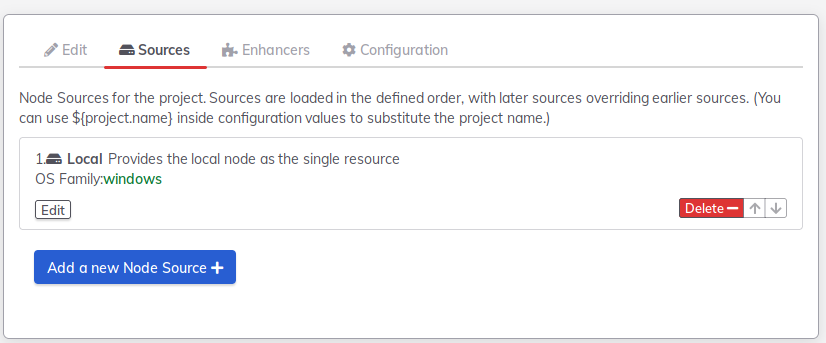 Edit Sources Enhancers Configuration
Node Sources for the project. Sources are loaded in the defined order, with later sources overriding earlier sources. (You
can use ${project.name} inside configuration values to substitute the project name.)
1. Local Provides the local node as the single resource
OS Family:windows
Edit Delete
Add a new Node Source